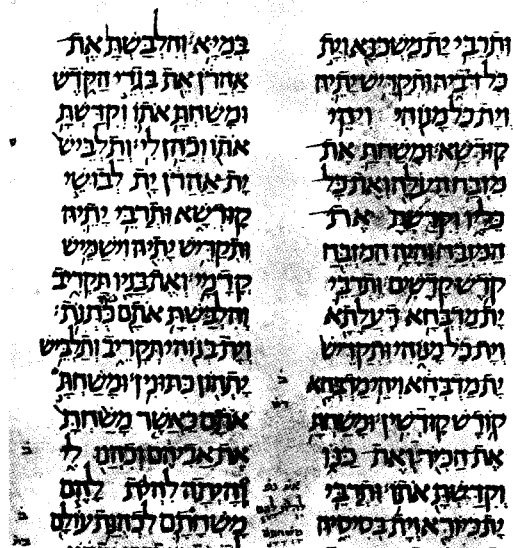 ותרבי ית משכנא וית
כל דביה ותקדיש יתיה
וית כל מנוהי ויהי
קודשא ומשחת את
מזבח העלה ואת כל
כליו וקדשת את
המזבח והיה המזבח
קדש קדשים ותרבי
ית מדבחא דעלתא
וית כל מנוהי ותקדיש
ית מדבחא ויהי מדבחא
קודש קודשין ומשחת
את הכיר ואת כנו
וקדשת אתו ותרבי
ית כיורא וית בסיסיה
במיא והלבשת את
אהרן את בגדי הקדש
ומשחת אתו וקדשת
אתו וכהן לי ותלביש
ית אהרן ית לבושי
קודשא ותרבי יתיה
ותקדיש יתיה וישמיש
קדמי ואת בניו תקריב
והלבשת אתם כתנת
וית בנוהי תקריב ותלביש
יתהון כתונין ומשחת
אתם כאשר משחת
את אביהם וכהנו לי
והיתה להית להם
משחתם לכהנת עולם